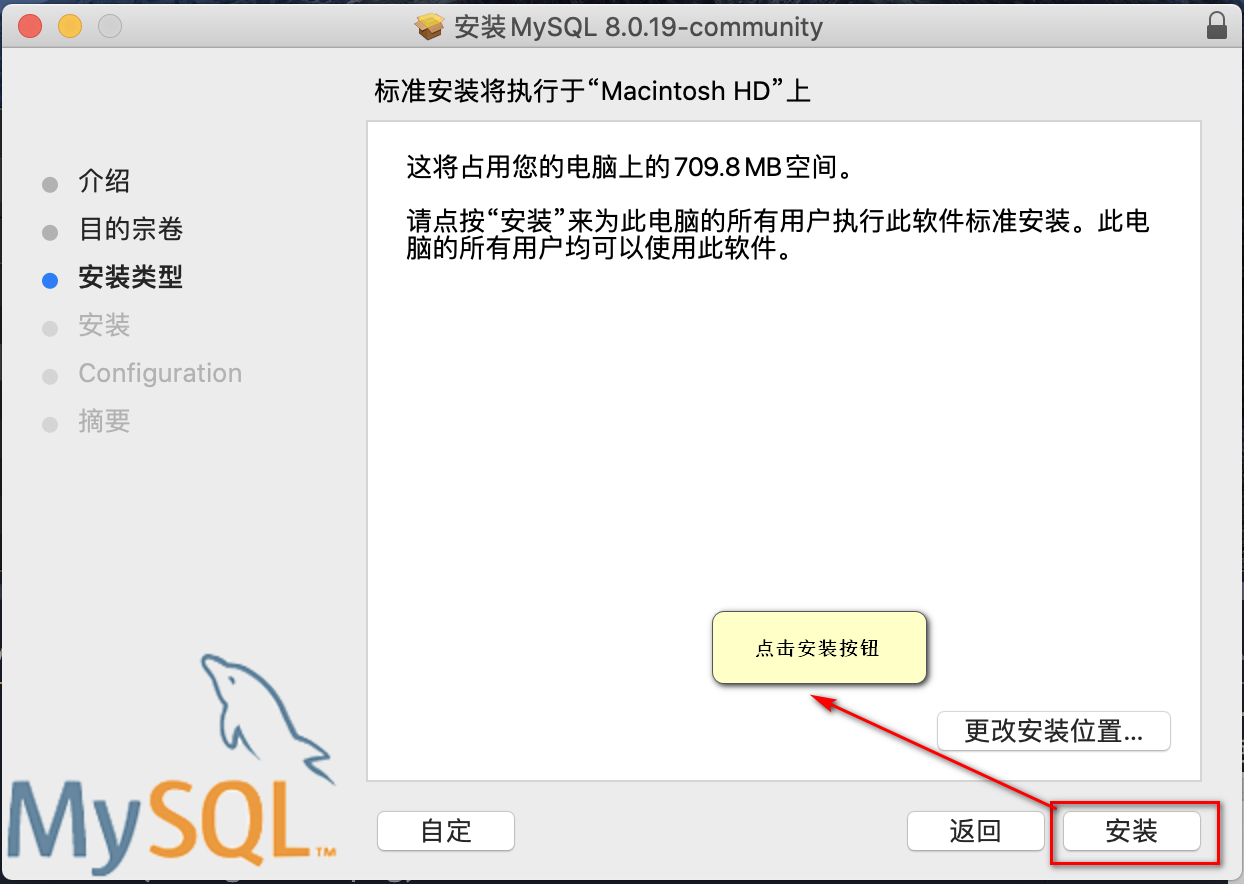 安装MySQL 8.0.19-community
标准安装将执行于“Macintosh HD”上
介绍
目的宗卷
安装类型
安装
Configuration
摘要
这将占用您的电脑上的709.8 MB空间。
请点按“安装”来为此电脑的所有用户执行此软件标准安装。此电
脑的所有用户均可以使用此软件。
点击安装按钮
更改安装位置...
MySQL™
自定
返回
安装